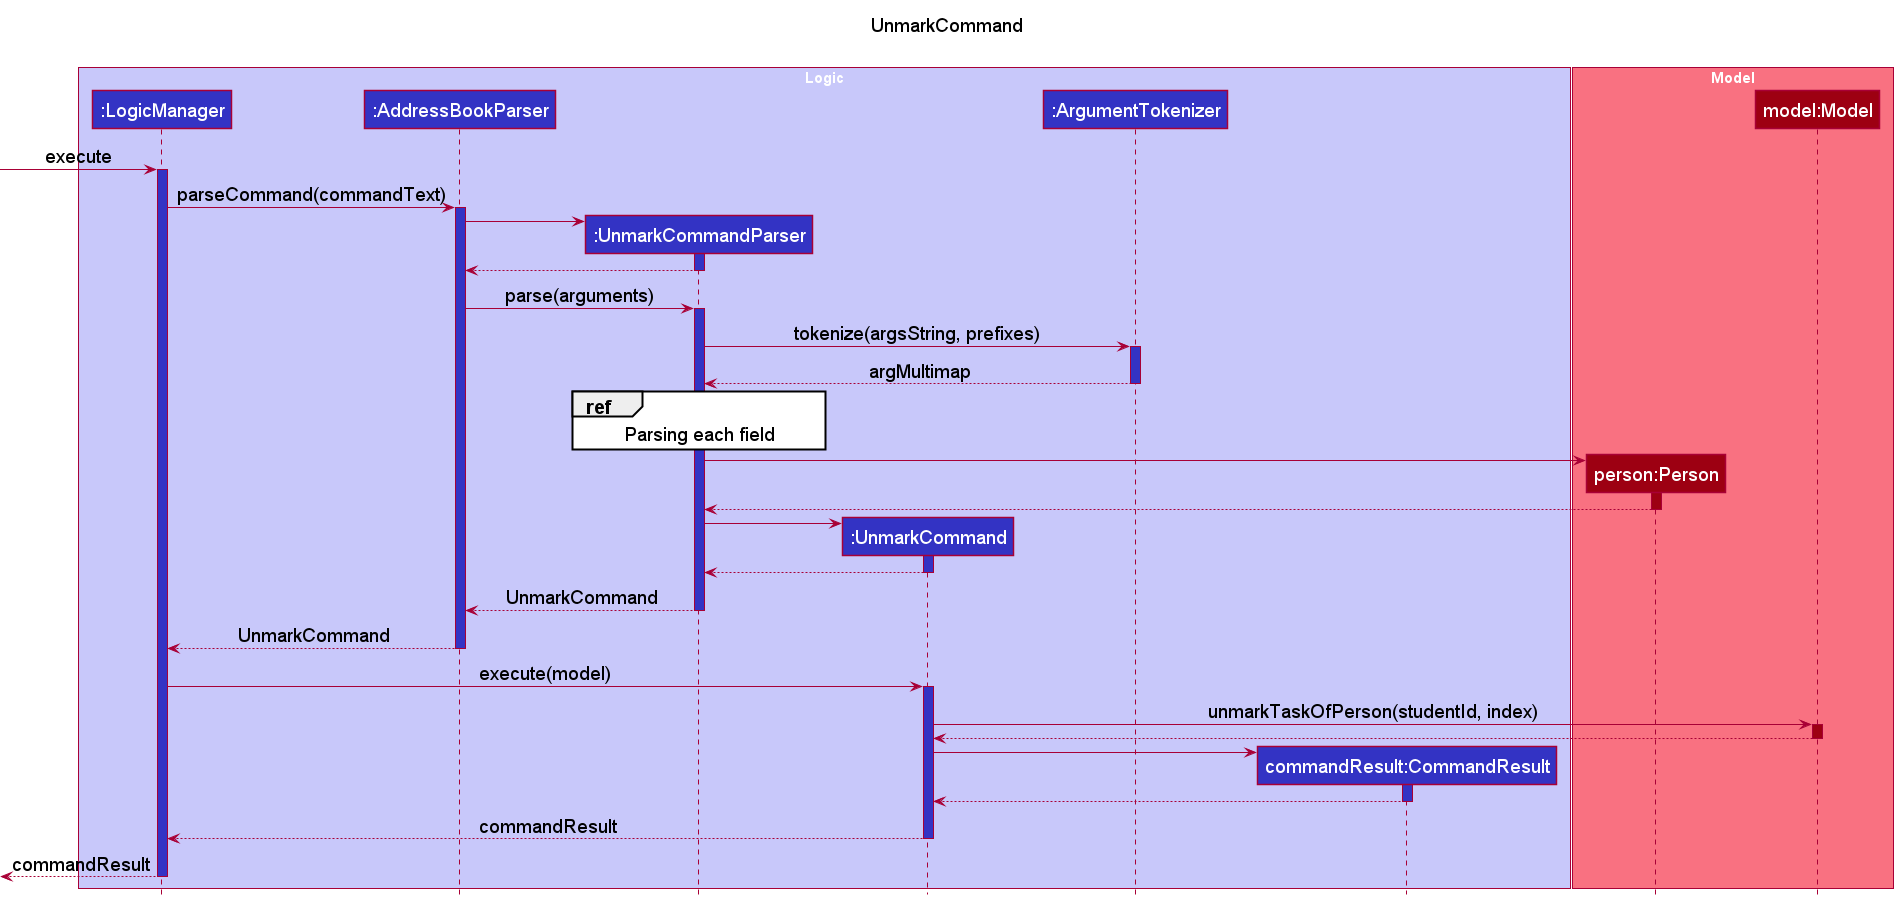 UnmarkCommand
Logic
Model
:LogicManager
:AddressBookParser
:ArgumentTokenizer
model:Model
execute
parseCommand(commandText)
:UnmarkCommandParser
parse(arguments)
tokenize(argsString, prefixes)
argMultimap
ref
Parsing each field
person:Person
:UnmarkCommand
UnmarkCommand
UnmarkCommand
execute(model)
unmarkTaskOfPerson(studentId, index)
commandResult:CommandResult
commandResult
commandResult